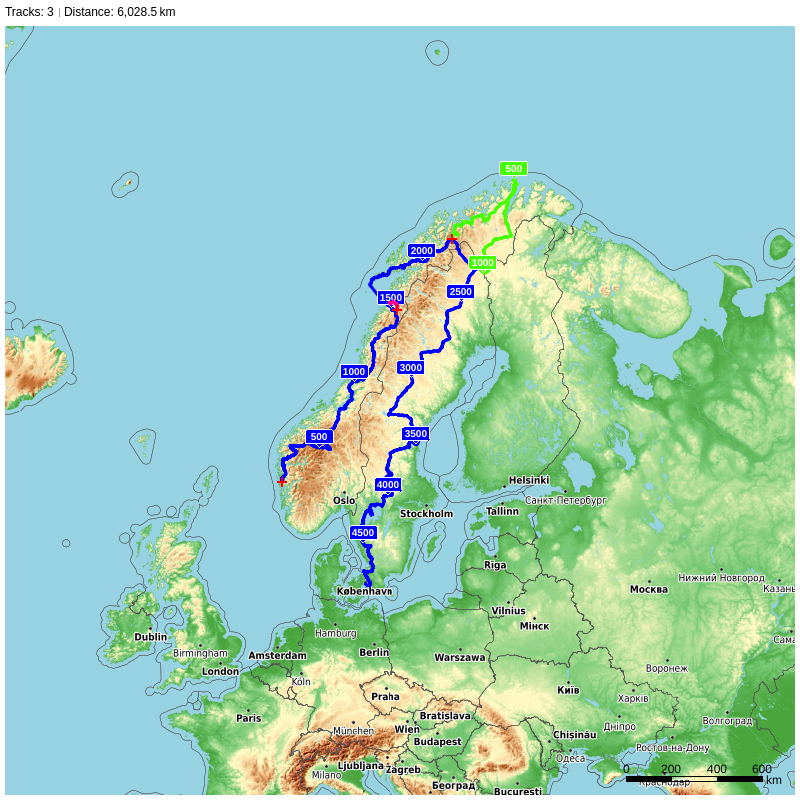 Tracks: 3 | Distance: 6,028.5 km
500
2000
1000
1500
2500
1000
3000
500
3500
4000
Helsinki
Oslo
Санкт-Петербург
Stockholm
Tallinn
4500
Rīga
Нижний Новгород
København
Москва
Казань
Vilnius
Мінск
Hamburg
Dublin
Birmingham
Amsterdam
Berlin
Warszawa
Сама
London
Воронеж
Köln
Київ
Praha
Харків
Paris
Bratislava
Волгоград
München
Wien
Дніпро
Chișinău
Budapest
Ростов-на-Дону
Одеса
Ljubljana
Zagreb
Milano
0 200 400 600
km
Краснодар
Београд
București